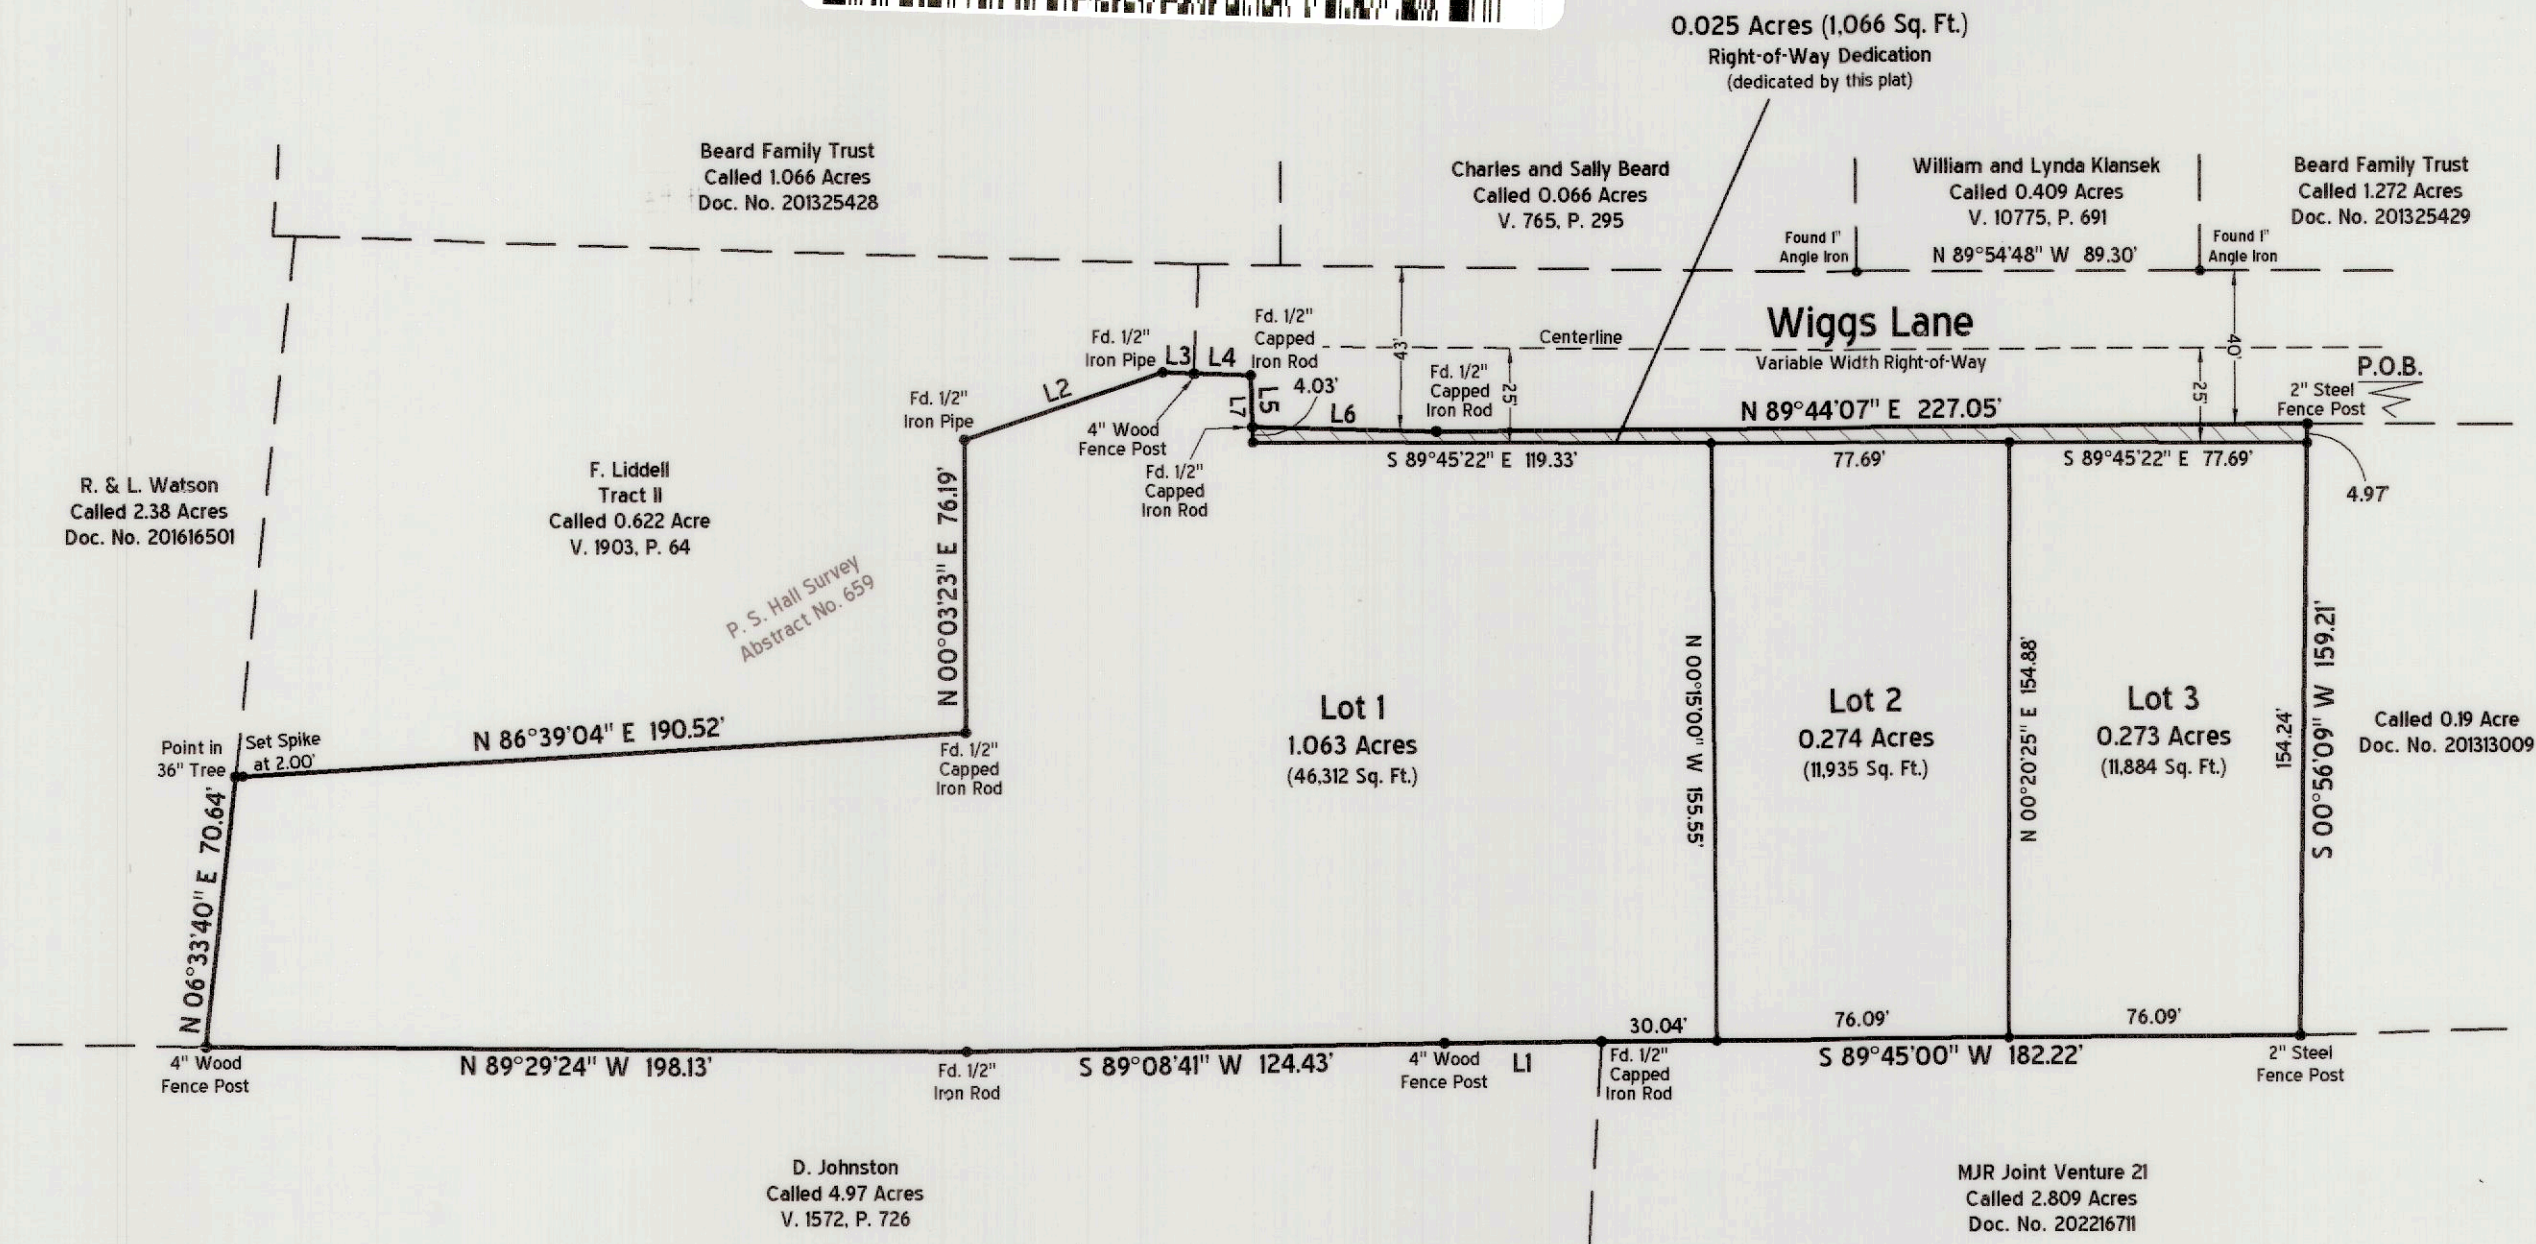 0.025 Acres (1,066 Sq. Ft.)
Right-of-Way Dedication
(dedicated by this plat)
Beard Family Trust
Called 1.066 Acres
Doc. No. 201325428
Charles and Sally Beard
Called 0.066 Acres
V. 765, P. 295
William and Lynda Klansek
Called 0.409 Acres
V. 10775, P. 691
Beard Family Trust
Called 1.272 Acres
Doc. No. 201325429
Found 1"
Angle Iron
N 89°54'48" W 89.30'
Found 1"
Angle Iron
Wiggs Lane
Centerline
Variable Width Right-of-Way
43'
25'
40'
25'
P.O.B.
2" Steel
Fence Post
Fd. 1/2"
Iron Pipe
L3
L4
Fd. 1/2"
Capped
Iron Rod
L2
L5
L7
4.03'
L6
Fd. 1/2"
Capped
Iron Rod
N 89°44'07" E 227.05'
Fd. 1/2"
Iron Pipe
4" Wood
Fence Post
Fd. 1/2"
Capped
Iron Rod
S 89°45'22" E 119.33'
77.69'
S 89°45'22" E 77.69'
4.97'
R. & L. Watson
Called 2.38 Acres
Doc. No. 201616501
F. Liddell
Tract II
Called 0.622 Acre
V. 1903, P. 64
P. S. Hall Survey
Abstract No. 659
N 00°03'23" E 76.19'
N 00°15'00" W 155.55'
N 00°20'25" E 154.88'
154.24'
S 00°56'09" W 159.21'
Lot 1
1.063 Acres
(46,312 Sq. Ft.)
Lot 2
0.274 Acres
(11,935 Sq. Ft.)
Lot 3
0.273 Acres
(11,884 Sq. Ft.)
Called 0.19 Acre
Doc. No. 201313009
Point in
36" Tree
Set Spike
at 2.00'
N 86°39'04" E 190.52'
Fd. 1/2"
Capped
Iron Rod
N 06°33'40" E 70.64'
30.04'
76.09'
76.09'
4" Wood
Fence Post
N 89°29'24" W 198.13'
Fd. 1/2"
Iron Rod
S 89°08'41" W 124.43'
4" Wood
Fence Post
L1
Fd. 1/2"
Capped
Iron Rod
S 89°45'00" W 182.22'
2" Steel
Fence Post
D. Johnston
Called 4.97 Acres
V. 1572, P. 726
MJR Joint Venture 21
Called 2.809 Acres
Doc. No. 202216711